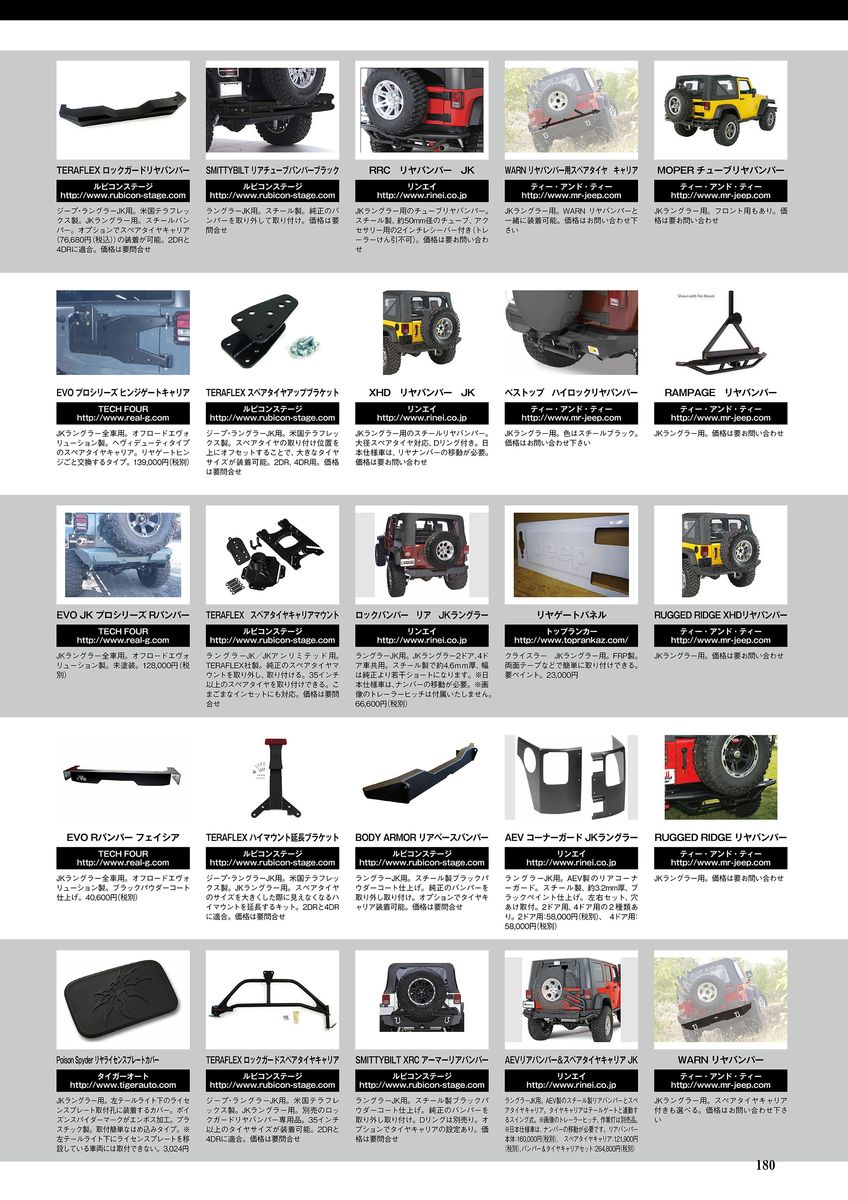 TERAFLEX ロックガードリヤバンパー
ルビコンステージ
http://www.rubicon-stage.com
ジープ・ラングラーJK用。米国テラフレッ
クス製。JKラングラー用。スチールバン
パー。オプションでスペアタイヤキャリア
(76,680円(税込))の装着が可能。2DRと
4DRに適合。価格は要問合せ
SMITTYBILT リアチューブバンパーブラック
ルビコンステージ
http://www.rubicon-stage.com
ラングラーJK用。スチール製。純正のバ
ンパーを取り外して取り付け。価格は要
問合せ
RRC リヤバンパー JK
リンエイ
http://www.rinei.co.jp
JKラングラー用のチューブリヤバンパー。
スチール製、約50mm径のチューブ、アク
セサリー用の2インチレシーバー付き(トレ
ーラーけん引不可)。価格は要お問い合わ
せ
WARN リヤバンパー用スペアタイヤ キャリア
ティー・アンド・ティー
http://www.mr-jeep.com
JKラングラー用。WARN リヤバンパーと
一緒に装着可能。価格はお問い合わせ下
さい
MOPER チューブリヤバンパー
ティー・アンド・ティー
http://www.mr-jeep.com
JKラングラー用。フロント用もあり。価
格は要お問い合わせ
EVO プロシリーズ ヒンジゲートキャリア
TECH FOUR
http://www.real-g.com
JKラングラー全車用。オフロードエヴォ
リューション製。ヘヴィデューティタイプ
のスペアタイヤキャリア。リヤゲートヒン
ジごと交換するタイプ。139,000円(税別)
TERAFLEX スペアタイヤアップブラケット
ルビコンステージ
http://www.rubicon-stage.com
ジープ・ラングラーJK用。米国テラフレ
ックス製。スペアタイヤの取り付け位置を
上にオフセットすることで、大きなタイヤ
サイズが装着可能。2DR、4DR用。価格
は要問合せ
XHD リヤバンパー JK
リンエイ
http://www.rinei.co.jp
JKラングラー用のスチールリヤバンパー。
大径スペアタイヤ対応、Dリング付き。日
本仕様車は、リヤナンバーの移動が必要。
価格は要お問い合わせ
ベストップ ハイロックリヤバンパー
ティー・アンド・ティー
http://www.mr-jeep.com
JKラングラー用。色はスチールブラック。
価格はお問い合わせ下さい
Shown with Tire Mount
RAMPAGE リヤバンパー
ティー・アンド・ティー
http://www.mr-jeep.com
JKラングラー用。価格は要お問い合わせ
EVO JK プロシリーズ Rバンパー
TECH FOUR
http://www.real-g.com
JKラングラー全車用。オフロードエヴォ
リューション製。未塗装。128,000円(税
別)
TERAFLEX スペアタイヤキャリアマウント
ルビコンステージ
http://www.rubicon-stage.com
ラングラーJK/JKアンリミテッド用。
TERAFLEX社製。純正のスペアタイヤマ
ウントを取り外し、取り付ける。35インチ
以上のスペアタイヤを取り付けできる。こ
まごまなインセットにも対応。価格は要問
合せ
ロックバンパー リア JKラングラー
リンエイ
http://www.rinei.co.jp
ラングラーJK用。JKラングラー2ドア、4ド
ア車共用。スチール製で約4.6mm厚、幅
は純正より若干ショートになります。※日
本仕様車は、ナンバーの移動が必要。※画
像のトレーラーヒッチは付属いたしません。
66,600円(税別)
Jeep
リヤゲートパネル
トップランカー
http://www.toprankaz.com/
クライスラー JKラングラー用。FRP製。
両面テープなどで簡単に取り付けできる。
要ペイント。23,000円
RUGGED RIDGE XHDリヤバンパー
ティー・アンド・ティー
http://www.mr-jeep.com
JKラングラー用。価格は要お問い合わせ
EVO Rバンパー フェイシア
TECH FOUR
http://www.real-g.com
JKラングラー全車用。オフロードエヴォ
リューション製。ブラックパウダーコート
仕上げ。40,600円(税別)
TERAFLEX ハイマウント延長ブラケット
ルビコンステージ
http://www.rubicon-stage.com
ジープ・ラングラーJK用。米国テラフレッ
クス製。JKラングラー用。スペアタイヤ
のサイズを大きくした際に見えなくなるハ
イマウントを延長するキット。2DRと4DR
に適合。価格は要問合せ
BODY ARMOR リアベースバンパー
ルビコンステージ
http://www.rubicon-stage.com
ラングラーJK用。スチール製ブラックパ
ウダーコート仕上げ。純正のバンパーを
取り外し取り付け。オプションでタイヤキ
ャリア装着可能。価格は要問合せ
AEV コーナーガード JKラングラー
リンエイ
http://www.rinei.co.jp
ラングラーJK用。AEV製のリアコーナ
ーガード。スチール製、約3.2mm厚、ブ
ラックペイント仕上げ。左右セット、穴
あけ取付。2ドア用、4ドア用の2種類あ
り。2ドア用:58,000円(税別)、 4ドア用:
58,000円(税別)
RUGGED RIDGE リヤバンパー
ティー・アンド・ティー
http://www.mr-jeep.com
JKラングラー用。価格は要お問い合わせ
Poison Spyder リヤライセンスプレートカバー
タイガーオート
http://www.tigerauto.com
JKラングラー用。左テールライト下のライセ
ンスプレート取付孔に装着するカバー。ポイ
ズンスパイダーマークがエンボス加工。プラ
スチック製。取付簡単なはめ込みタイプ。※
左テールライト下にライセンスプレートを移
設している車両には取付できない。3,024円
TERAFLEX ロックガードスペアタイヤキャリア
ルビコンステージ
http://www.rubicon-stage.com
ジープ・ラングラーJK用。米国テラフレ
ックス製。JKラングラー用。別売のロッ
クガードリヤバンパー専用品。35インチ
以上のタイヤサイズが装着可能。2DRと
4DRに適合。価格は要問合せ
SMITTYBILT XRC アーマーリアバンパー
ルビコンステージ
http://www.rubicon-stage.com
ラングラーJK用。スチール製ブラックパ
ウダーコート仕上げ。純正のバンパーを
取り外し取り付け。Dリングは別売り。オ
プションでタイヤキャリアの設定あり。価
格は要問合せ
AEVリアバンパー&スペアタイヤキャリア JK
リンエイ
http://www.rinei.co.jp
ラングラーJK用。AEV製のスチール製リアバンパーとスペ
アタイヤキャリア。タイヤキャリアはテールゲートと連動す
るスイング式。※画像のトレーラーヒッチ、作業灯は別売品。
※日本仕様車は、ナンバーの移動が必要です。リアバンパー
本体:160,000円(税別)、 スペアタイヤキャリア:121,900円
(税別)、バンパー&タイヤキャリアセット:264,800円(税別)
WARN リヤバンパー
ティー・アンド・ティー
http://www.mr-jeep.com
JKラングラー用。スペアタイヤキャリア
付きも選べる。価格はお問い合わせ下さ
い
180